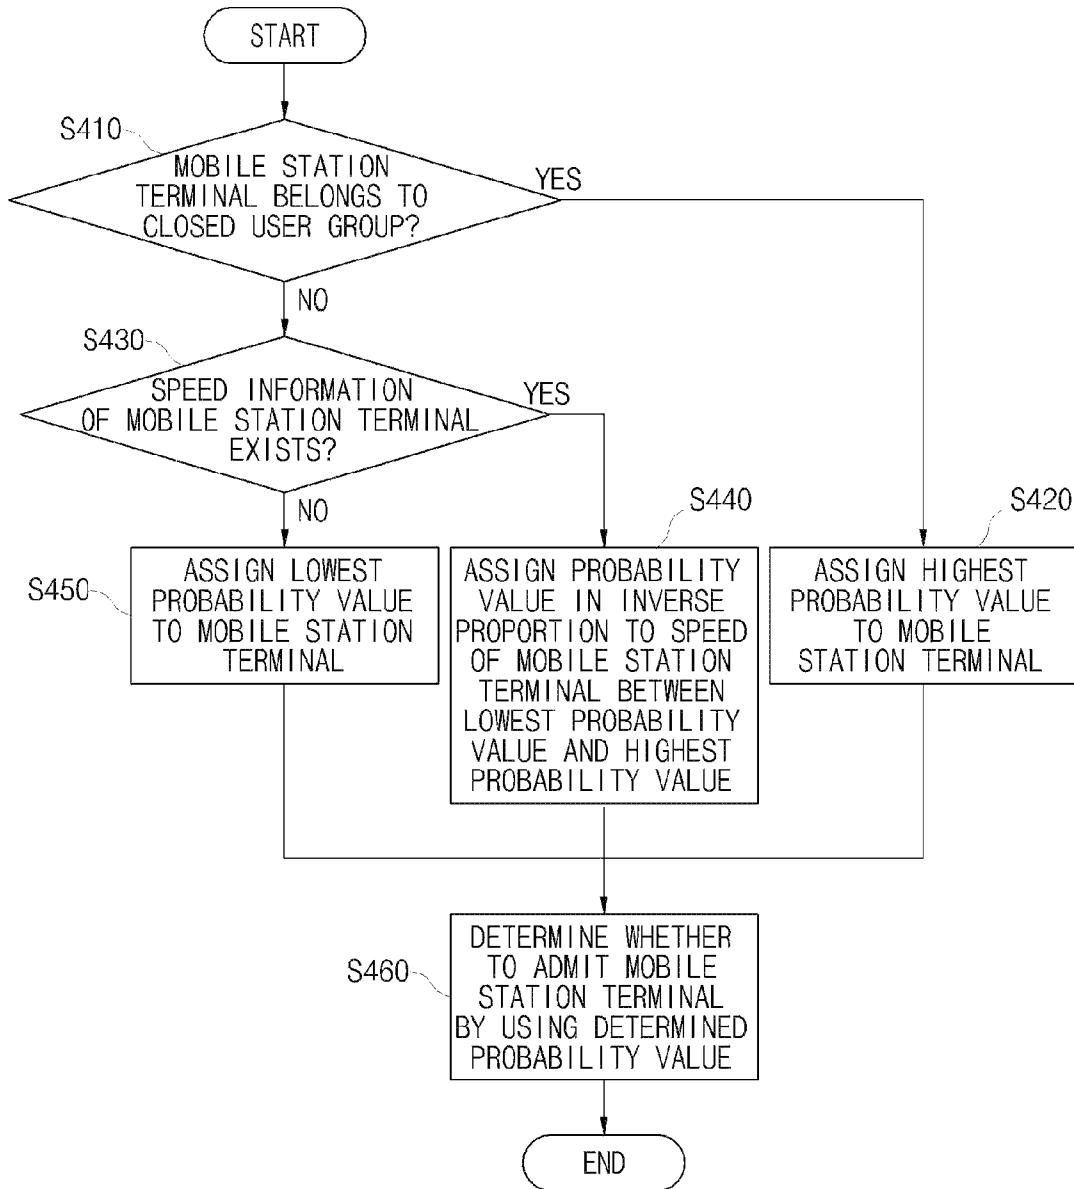 START
S410
MOBILE STATION
TERMINAL BELONGS TO
CLOSED USER GROUP?
YES
NO
S430
SPEED INFORMATION
OF MOBILE STATION TERMINAL
EXISTS?
YES
NO
S450
ASSIGN LOWEST
PROBABILITY VALUE
TO MOBILE STATION
TERMINAL
S440
ASSIGN PROBABILITY
VALUE IN INVERSE
PROPORTION TO SPEED
OF MOBILE STATION
TERMINAL BETWEEN
LOWEST PROBABILITY
VALUE AND HIGHEST
PROBABILITY VALUE
S420
ASSIGN HIGHEST
PROBABILITY VALUE
TO MOBILE
STATION TERMINAL
S460
DETERMINE WHETHER
TO ADMIT MOBILE
STATION TERMINAL
BY USING DETERMINED
PROBABILITY VALUE
END